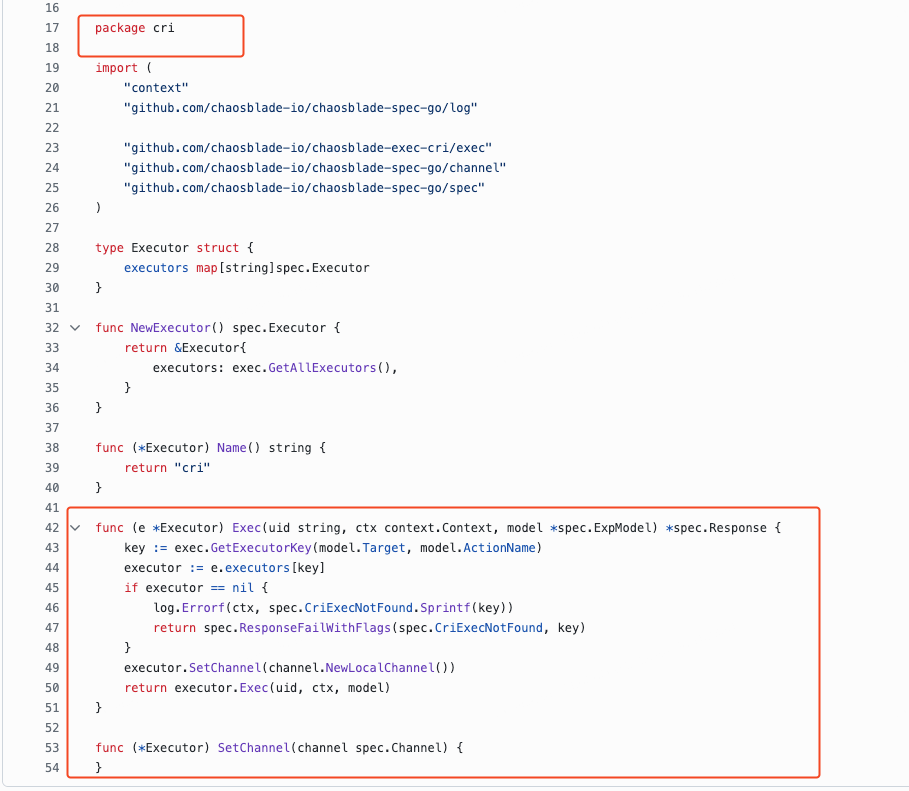 16
17 package cri
18
19 import (
20     "context"
21     "github.com/chaosblade-io/chaosblade-spec-go/log"
22
23     "github.com/chaosblade-io/chaosblade-exec-cri/exec"
24     "github.com/chaosblade-io/chaosblade-spec-go/channel"
25     "github.com/chaosblade-io/chaosblade-spec-go/spec"
26 )
27
28 type Executor struct {
29     executors map[string]spec.Executor
30 }
31
32 func NewExecutor() spec.Executor {
33     return &Executor{
34         executors: exec.GetAllExecutors(),
35     }
36 }
37
38 func (*Executor) Name() string {
39     return "cri"
40 }
41
42 func (e *Executor) Exec(uid string, ctx context.Context, model *spec.ExpModel) *spec.Response {
43     key := exec.GetExecutorKey(model.Target, model.ActionName)
44     executor := e.executors[key]
45     if executor == nil {
46         log.Errorf(ctx, spec.CriExecNotFound.Sprintf(key))
47         return spec.ResponseFailWithFlags(spec.CriExecNotFound, key)
48     }
49     executor.SetChannel(channel.NewLocalChannel())
50     return executor.Exec(uid, ctx, model)
51 }
52
53 func (*Executor) SetChannel(channel spec.Channel) {
54 }